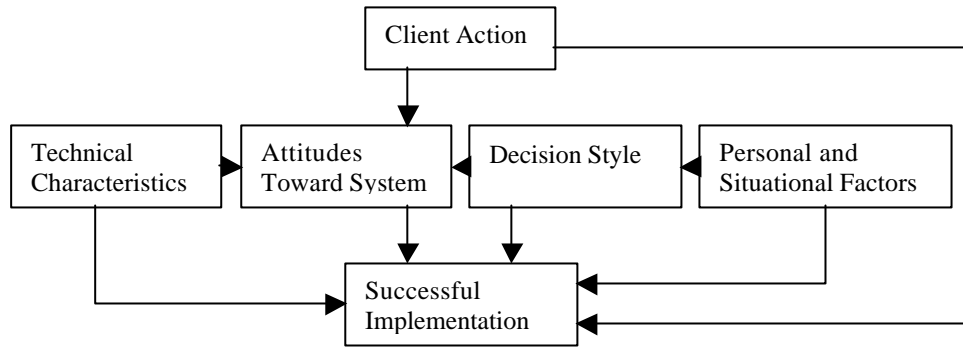 Client Action
Technical
Characteristics
Attitudes
Toward System
Decision Style
Personal and
Situational Factors
Successful
Implementation